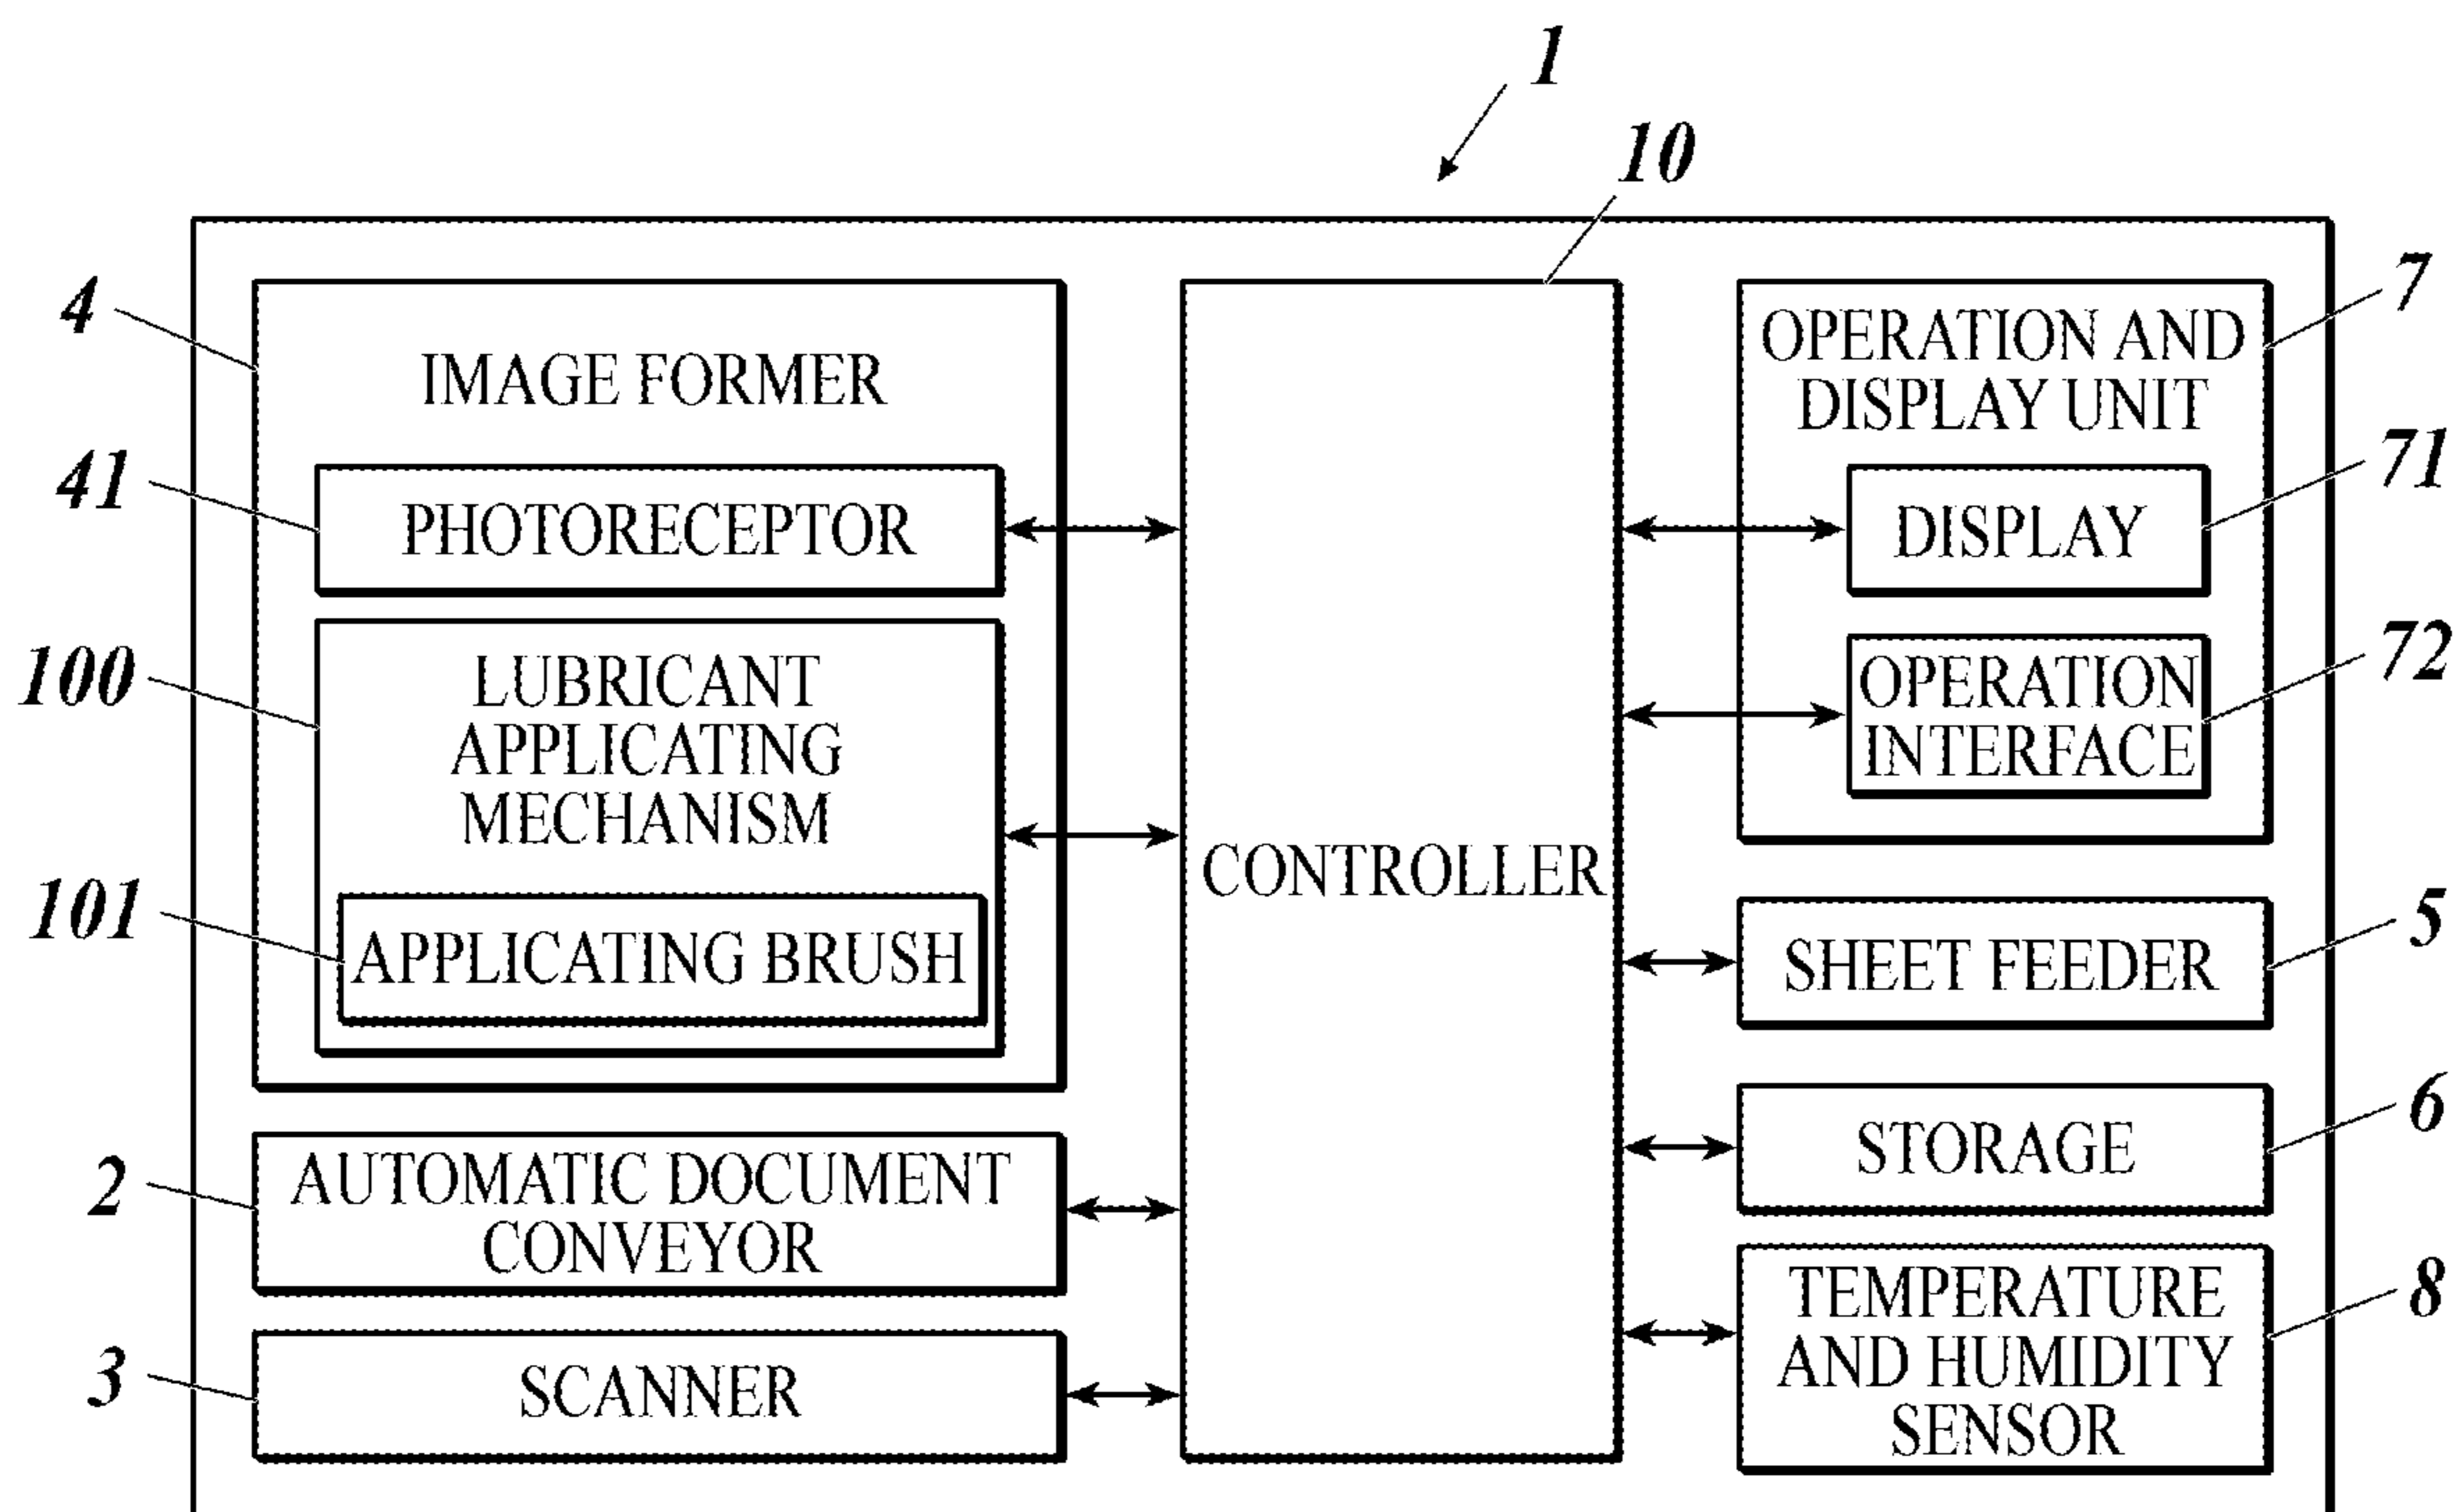 1
10
4
IMAGE FORMER
41
PHOTORECEPTOR
100
LUBRICANT
APPLICATING
MECHANISM
101
APPLICATING BRUSH
2
AUTOMATIC DOCUMENT
CONVEYOR
3
SCANNER
CONTROLLER
7
OPERATION AND
DISPLAY UNIT
71
DISPLAY
72
OPERATION
INTERFACE
5
SHEET FEEDER
6
STORAGE
8
TEMPERATURE
AND HUMIDITY
SENSOR